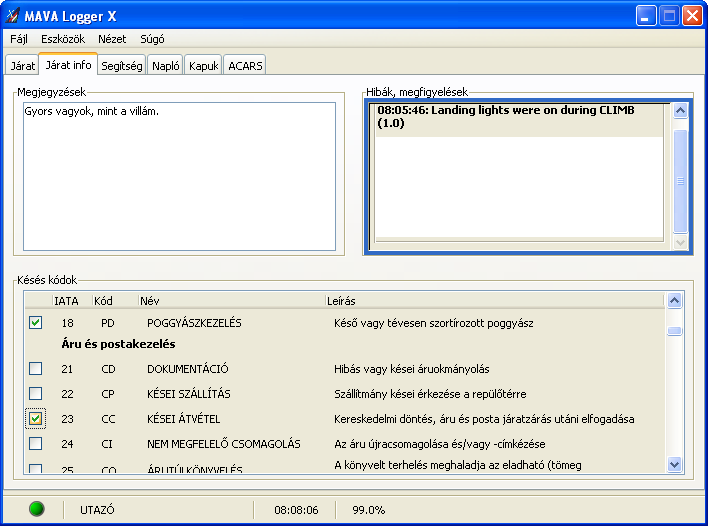 MAVA Logger X
Fájl Eszközök Nézet Súgó
Járat Járat info Segítség Napló Kapuk ACARS
Megjegyzések
Gyors vagyok, mint a villám.
Hibák, megfigyelések
08:05:46: Landing lights were on during CLIMB
(1.0)
Késés kódok
IATA Kód Név Leírás
18 PD POGGYÁSZKEZELÉS Késő vagy tévesen szortírozott poggyász
Áru és postakezelés
21 CD DOKUMENTÁCIÓ Hibás vagy kései áruokmányolás
22 CP KÉSEI SZÁLLÍTÁS Szállítmány kései érkezése a repülőtérre
23 CC KÉSEI ÁTVÉTEL Kereskedelmi döntés, áru és posta járatzárás utáni elfogadása
24 CI NEM MEGFELELŐ CSOMAGOLÁS Az áru újracsomagolása és/vagy -címkézése
25 CO ÁRUTÚLKÖNYVELÉS A könyvelt terhelés meghaladja az eladható (tömeg
UTAZÓ 08:08:06 99.0%